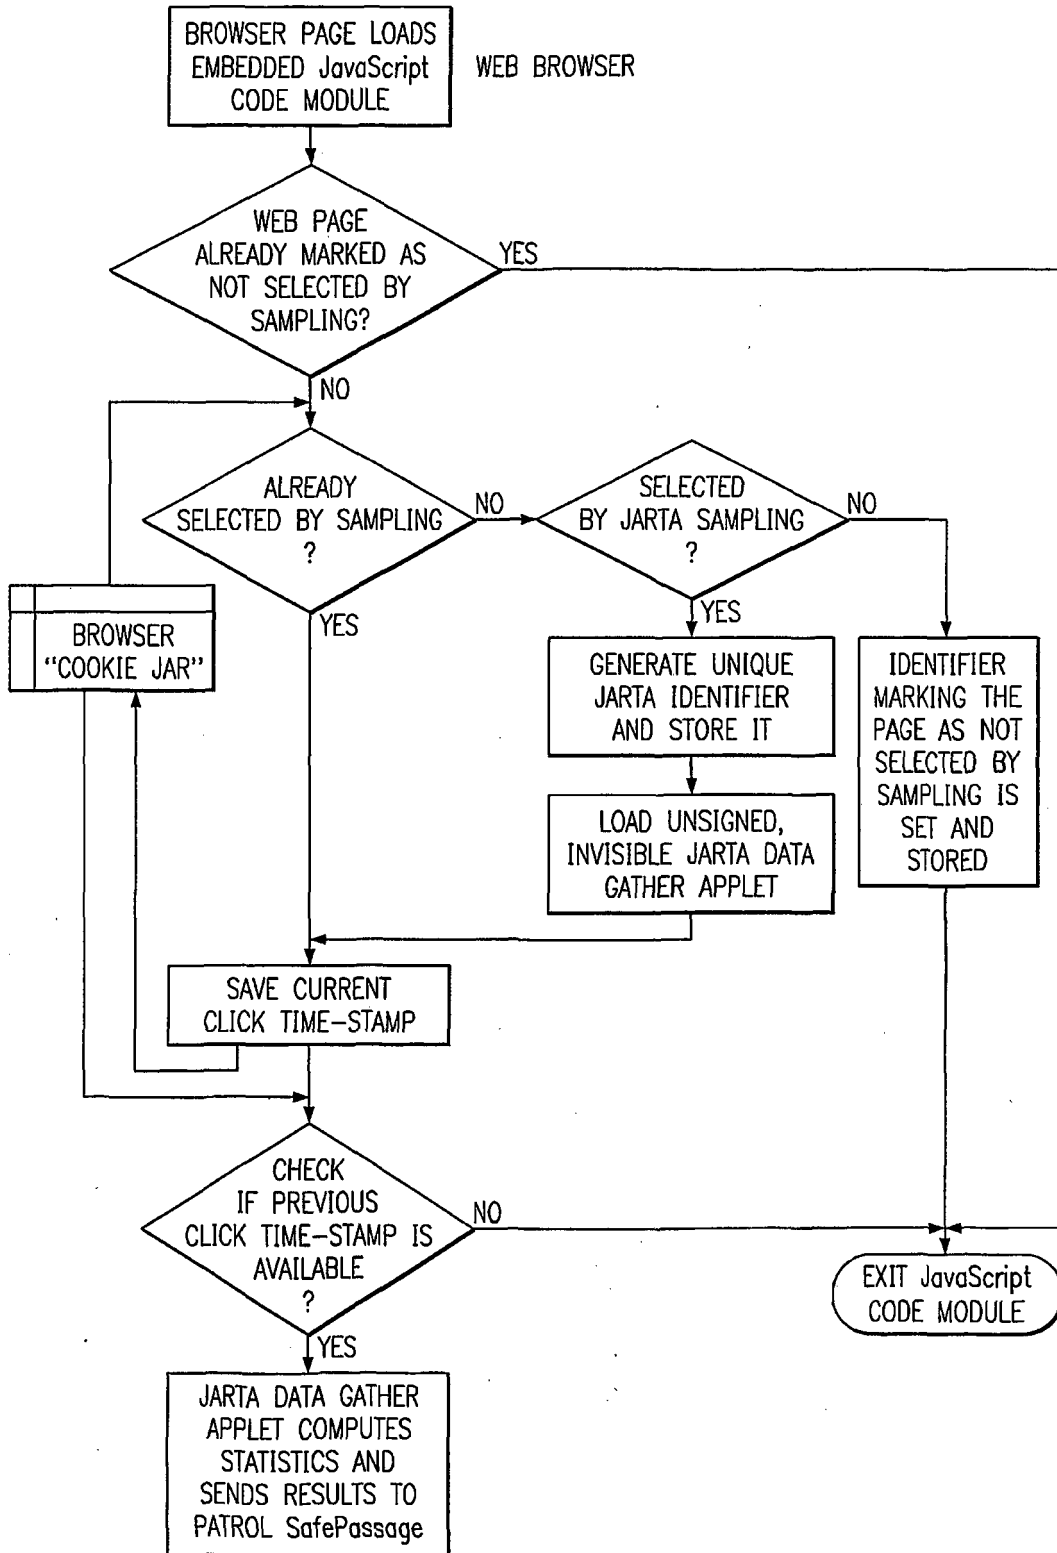 BROWSER PAGE LOADS
EMBEDDED JavaScript
CODE MODULE
WEB BROWSER
WEB PAGE
ALREADY MARKED AS
NOT SELECTED BY
SAMPLING?
YES
NO
ALREADY
SELECTED BY SAMPLING
?
NO
YES
SELECTED
BY JARTA SAMPLING
?
NO
YES
BROWSER
"COOKIE JAR"
GENERATE UNIQUE
JARTA IDENTIFIER
AND STORE IT
IDENTIFIER
MARKING THE
PAGE AS NOT
SELECTED BY
SAMPLING IS
SET AND
STORED
LOAD UNSIGNED,
INVISIBLE JARTA DATA
GATHER APPLET
SAVE CURRENT
CLICK TIME-STAMP
CHECK
IF PREVIOUS
CLICK TIME-STAMP IS
AVAILABLE
?
NO
YES
EXIT JavaScript
CODE MODULE
JARTA DATA GATHER
APPLET COMPUTES
STATISTICS AND
SENDS RESULTS TO
PATROL SafePassage